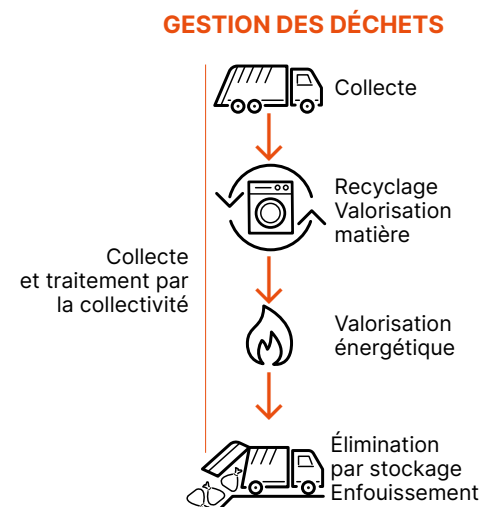 GESTION DES DÉCHETS
Collecte
Recyclage
Valorisation
matière
Collecte
et traitement par
la collectivité
Valorisation
énergétique
Élimination
par stockage
Enfouissement